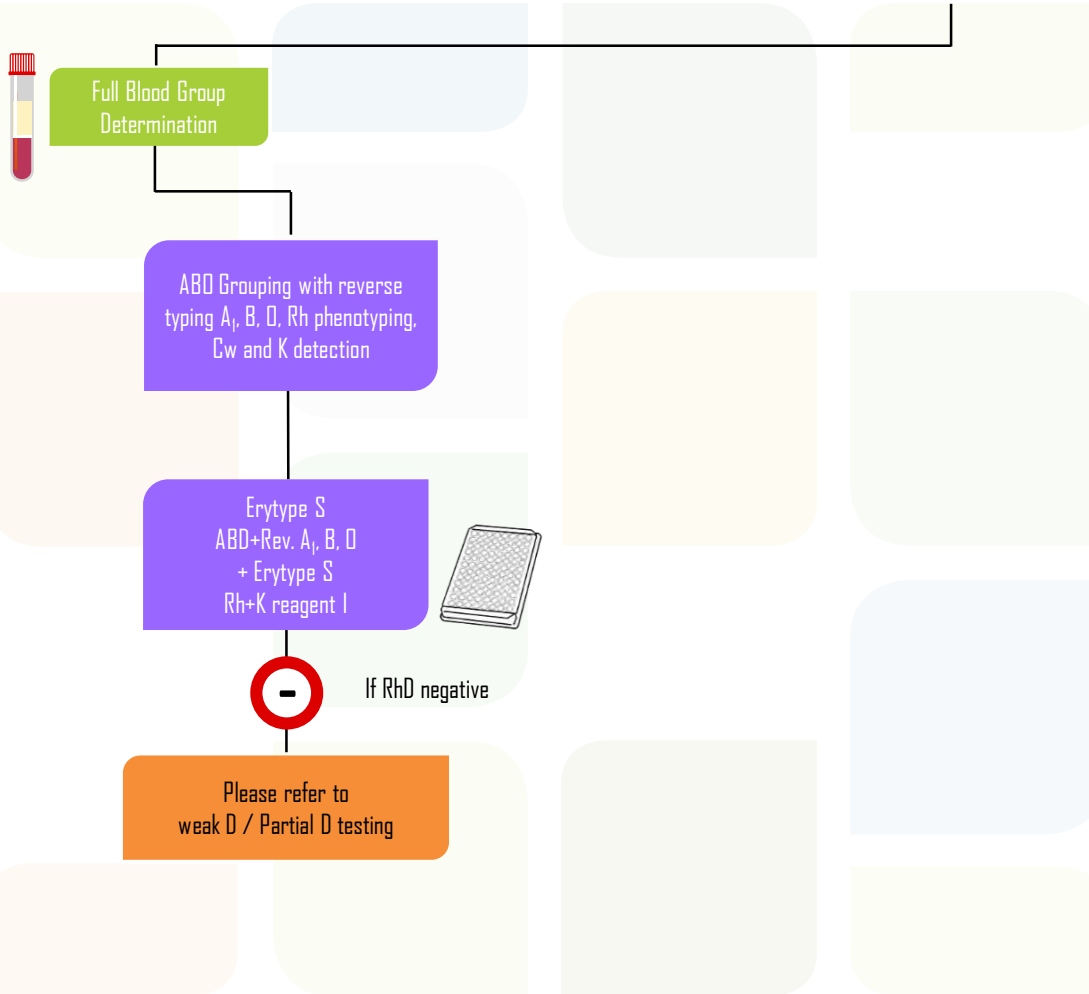 Full Blood Group
Determination
ABO Grouping with reverse
typing A₁, B, O, Rh phenotyping,
Cw and K detection
Erytype S
ABD+Rev. A₁, B, O
+ Erytype S
Rh+K reagent I
-
If RhD negative
Please refer to
weak D / Partial D testing